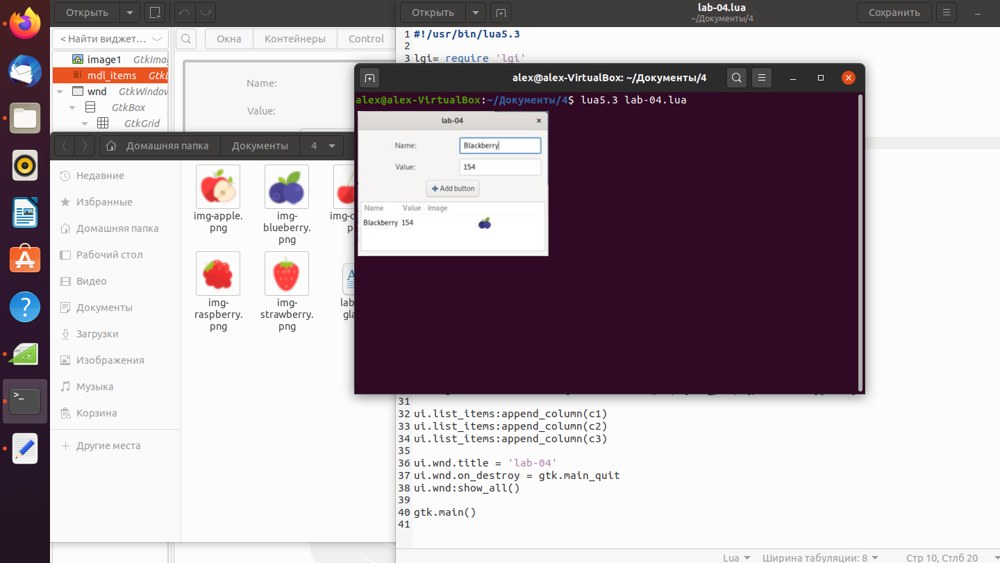 Открыть
Открыть
lab-04.lua
~/Документы/4
Сохранить
< Найти виджет…
Окна
Контейнеры
Control
image1 GtkImag
mdl_items GtkL
wnd GtkWindow
GtkBox
GtkGrid
Name:
Value:
1 #!/usr/bin/lua5.3
2
3 lgi= require 'lgi'
alex@alex-VirtualBox: ~/Документы/4
alex@alex-VirtualBox:~/Документы/4$ lua5.3 lab-04.lua
lab-04
Name:
Blackberry
Value:
154
Add button
Name Value Image
Blackberry 154
Домашняя папка
Документы
4
Недавние
Избранные
Домашняя папка
Рабочий стол
Видео
Документы
Загрузки
Изображения
Музыка
Корзина
Другие места
img-apple.
png
img-
blueberry.
png
img-c
p
img-
raspberry.
png
img-
strawberry.
png
lab
gla
31
32 ui.list_items:append_column(c1)
33 ui.list_items:append_column(c2)
34 ui.list_items:append_column(c3)
35
36 ui.wnd.title = 'lab-04'
37 ui.wnd.on_destroy = gtk.main_quit
38 ui.wnd:show_all()
39
40 gtk.main()
41
Lua
Ширина табуляции: 8
Стр 10, Стлб 20